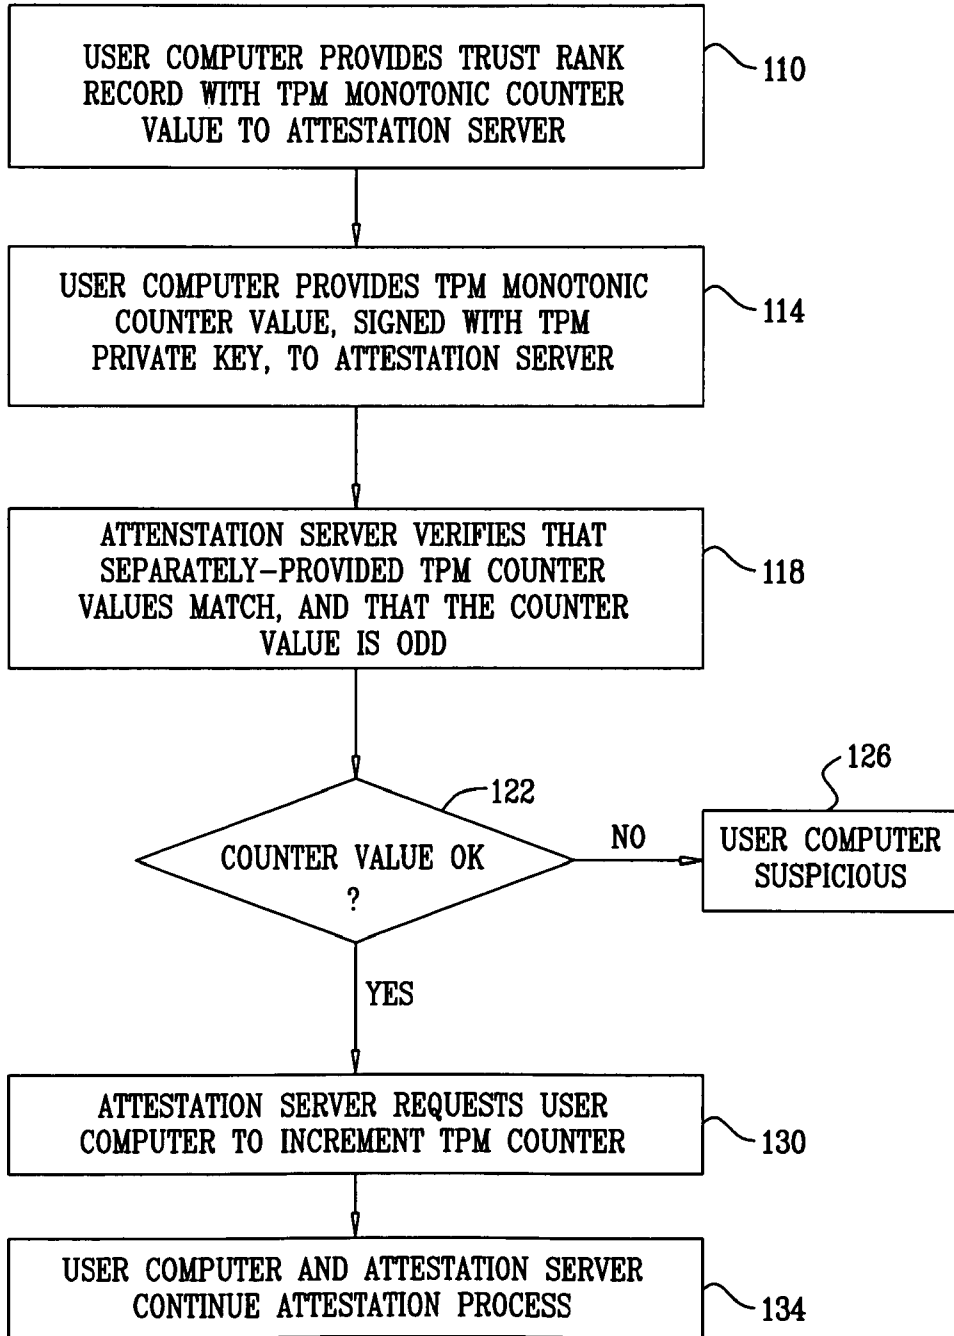 USER COMPUTER PROVIDES TRUST RANK
RECORD WITH TPM MONOTONIC COUNTER
VALUE TO ATTESTATION SERVER
110
USER COMPUTER PROVIDES TPM MONOTONIC
COUNTER VALUE, SIGNED WITH TPM
PRIVATE KEY, TO ATTESTATION SERVER
114
ATTENSTATION SERVER VERIFIES THAT
SEPARATELY-PROVIDED TPM COUNTER
VALUES MATCH, AND THAT THE COUNTER
VALUE IS ODD
118
122
COUNTER VALUE OK
?
NO
126
USER COMPUTER
SUSPICIOUS
YES
ATTESTATION SERVER REQUESTS USER
COMPUTER TO INCREMENT TPM COUNTER
130
USER COMPUTER AND ATTESTATION SERVER
CONTINUE ATTESTATION PROCESS
134